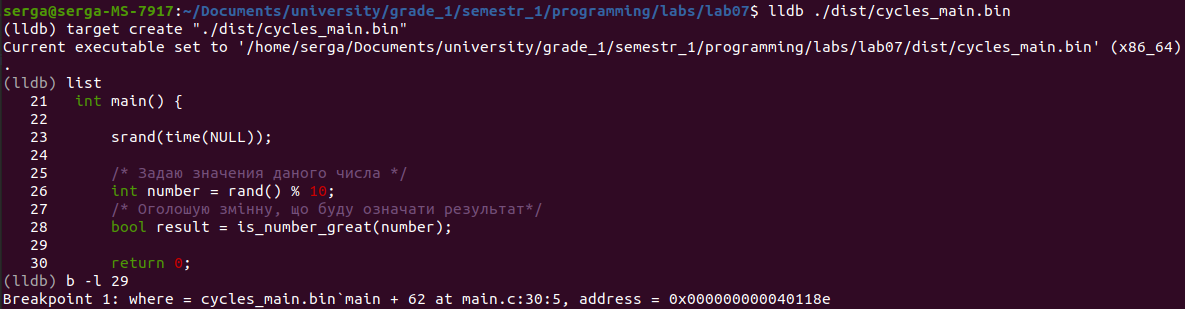 serga@serga-MS-7917:~/Documents/university/grade_1/semestr_1/programming/labs/lab07$ lldb ./dist/cycles_main.bin
(lldb) target create "./dist/cycles_main.bin"
Current executable set to '/home/serga/Documents/university/grade_1/semestr_1/programming/labs/lab07/dist/cycles_main.bin' (x86_64)
.
(lldb) list
   21   	int main() {
   22
   23   	    srand(time(NULL));
   24
   25   	    /* Задаю значения даного числа */
   26   	    int number = rand() % 10;
   27   	    /* Оголошую змінну, що буду означати результат*/
   28   	    bool result = is_number_great(number);
   29
   30   	    return 0;
(lldb) b -l 29
Breakpoint 1: where = cycles_main.bin`main + 62 at main.c:30:5, address = 0x000000000040118e